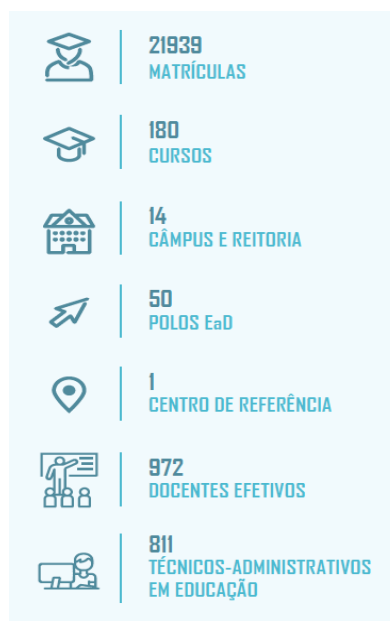 21939
MATRÍCULAS
180
CURSOS
14
CÂMPUS E REITORIA
50
POLOS EaD
1
CENTRO DE REFERÊNCIA
972
DOCENTES EFETIVOS
811
TÉCNICOS-ADMINISTRATIVOS
EM EDUCAÇÃO